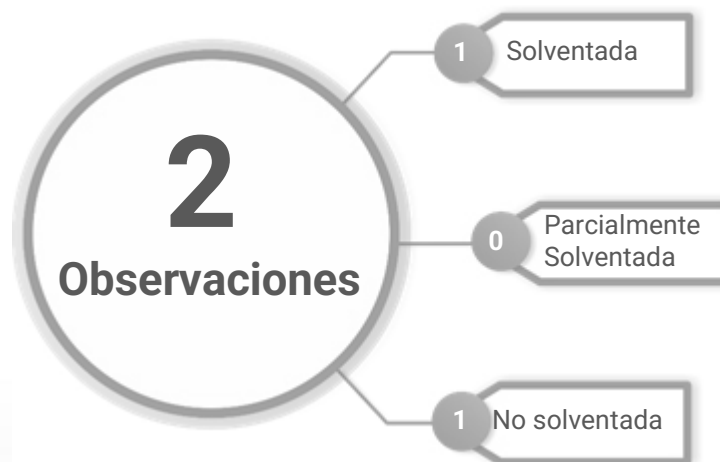 2
Observaciones
1 Solventada
0 Parcialmente
Solventada
1 No solventada